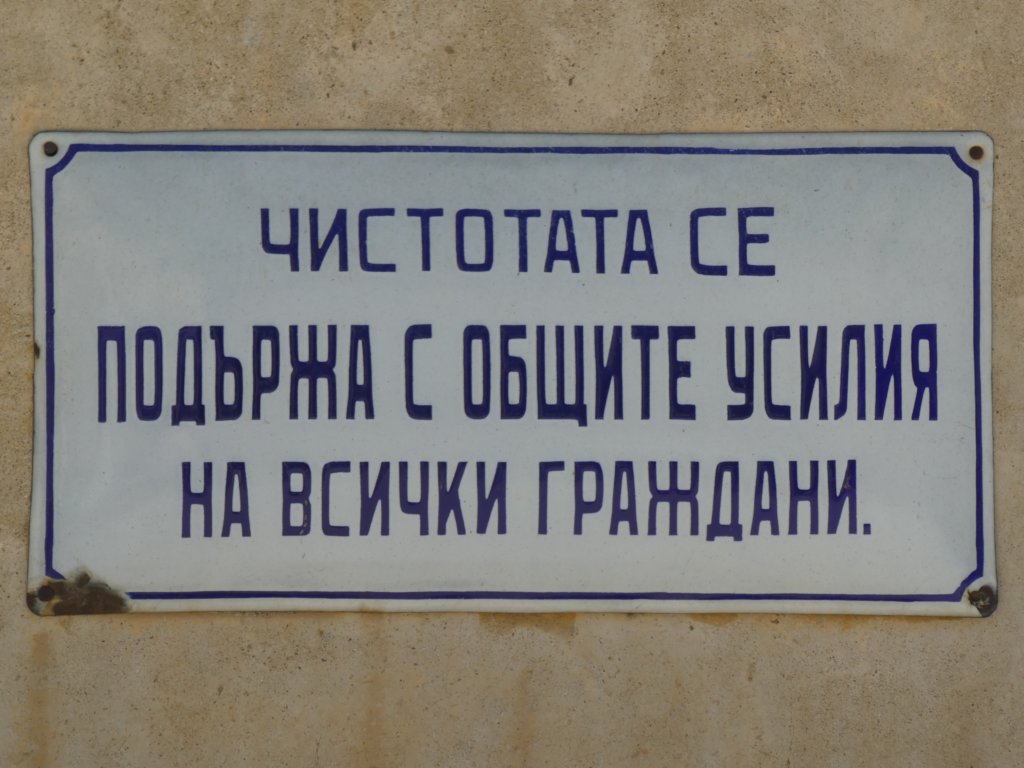 ЧИСТОТАТА СЕ
ПОДЪРЖА С ОБЩИТЕ УСИЛИЯ
НА ВСИЧКИ ГРАЖДАНИ.